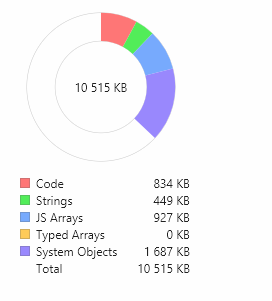 10 515 KB
Code 834 KB
Strings 449 KB
JS Arrays 927 KB
Typed Arrays 0 KB
System Objects 1 687 KB
Total 10 515 KB